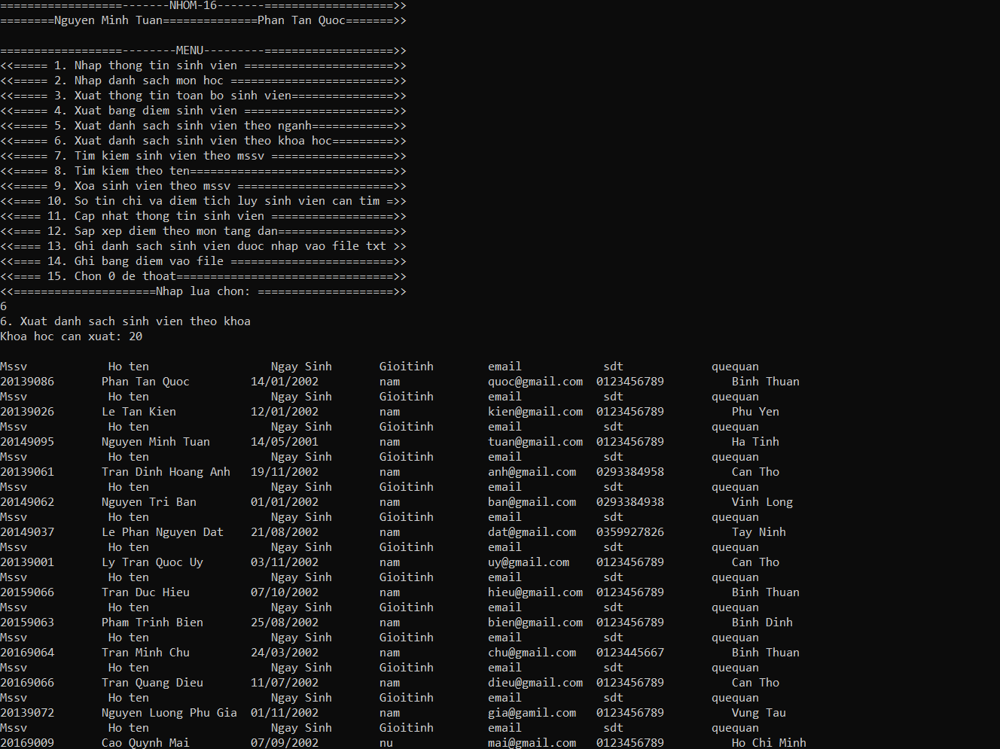 ==================-------NHOM-16-------===================>>
========Nguyen Minh Tuan==============Phan Tan Quoc=======>>
==================--------MENU---------===================>>
<<===== 1. Nhap thong tin sinh vien ======================>>
<<===== 2. Nhap danh sach mon hoc ========================>>
<<===== 3. Xuat thong tin toan bo sinh vien===============>>
<<===== 4. Xuat bang diem sinh vien ======================>>
<<===== 5. Xuat danh sach sinh vien theo nganh============>>
<<===== 6. Xuat danh sach sinh vien theo khoa hoc=========>>
<<===== 7. Tim kiem sinh vien theo mssv ==================>>
<<===== 8. Tim kiem theo ten==============================>>
<<===== 9. Xoa sinh vien theo mssv =======================>>
<<==== 10. So tin chi va diem tich luy sinh vien can tim =>>
<<==== 11. Cap nhat thong tin sinh vien ==================>>
<<==== 12. Sap xep diem theo mon tang dan=================>>
<<==== 13. Ghi danh sach sinh vien duoc nhap vao file txt >>
<<==== 14. Ghi bang diem vao file ========================>>
<<==== 15. Chon 0 de thoat================================>>
<<=====================Nhap lua chon: ====================>>
6
6. Xuat danh sach sinh vien theo khoa
Khoa hoc can xuat: 20
Mssv Ho ten Ngay Sinh Gioitinh email sdt quequan
20139086 Phan Tan Quoc 14/01/2002 nam quoc@gmail.com 0123456789 Binh Thuan
Mssv Ho ten Ngay Sinh Gioitinh email sdt quequan
20139026 Le Tan Kien 12/01/2002 nam kien@gmail.com 0123456789 Phu Yen
Mssv Ho ten Ngay Sinh Gioitinh email sdt quequan
20149095 Nguyen Minh Tuan 14/05/2001 nam tuan@gmail.com 0123456789 Ha Tinh
Mssv Ho ten Ngay Sinh Gioitinh email sdt quequan
20139061 Tran Dinh Hoang Anh 19/11/2002 nam anh@gmail.com 0293384958 Can Tho
Mssv Ho ten Ngay Sinh Gioitinh email sdt quequan
20149062 Nguyen Tri Ban 01/01/2002 nam ban@gmail.com 0293384938 Vinh Long
Mssv Ho ten Ngay Sinh Gioitinh email sdt quequan
20149037 Le Phan Nguyen Dat 21/08/2002 nam dat@gmail.com 0359927826 Tay Ninh
Mssv Ho ten Ngay Sinh Gioitinh email sdt quequan
20139001 Ly Tran Quoc Uy 03/11/2002 nam uy@gmail.com 0123456789 Can Tho
Mssv Ho ten Ngay Sinh Gioitinh email sdt quequan
20159066 Tran Duc Hieu 07/10/2002 nam hieu@gmail.com 0123456789 Binh Thuan
Mssv Ho ten Ngay Sinh Gioitinh email sdt quequan
20159063 Pham Trinh Bien 25/08/2002 nam bien@gmail.com 0123456789 Binh Dinh
Mssv Ho ten Ngay Sinh Gioitinh email sdt quequan
20169064 Tran Minh Chu 24/03/2002 nam chu@gmail.com 0123445667 Binh Thuan
Mssv Ho ten Ngay Sinh Gioitinh email sdt quequan
20169066 Tran Quang Dieu 11/07/2002 nam dieu@gmail.com 0123456789 Can Tho
Mssv Ho ten Ngay Sinh Gioitinh email sdt quequan
20139072 Nguyen Luong Phu Gia 01/11/2002 nam gia@gamil.com 0123456789 Vung Tau
Mssv Ho ten Ngay Sinh Gioitinh email sdt quequan
20169009 Cao Quynh Mai 07/09/2002 nu mai@gmail.com 0123456789 Ho Chi Minh